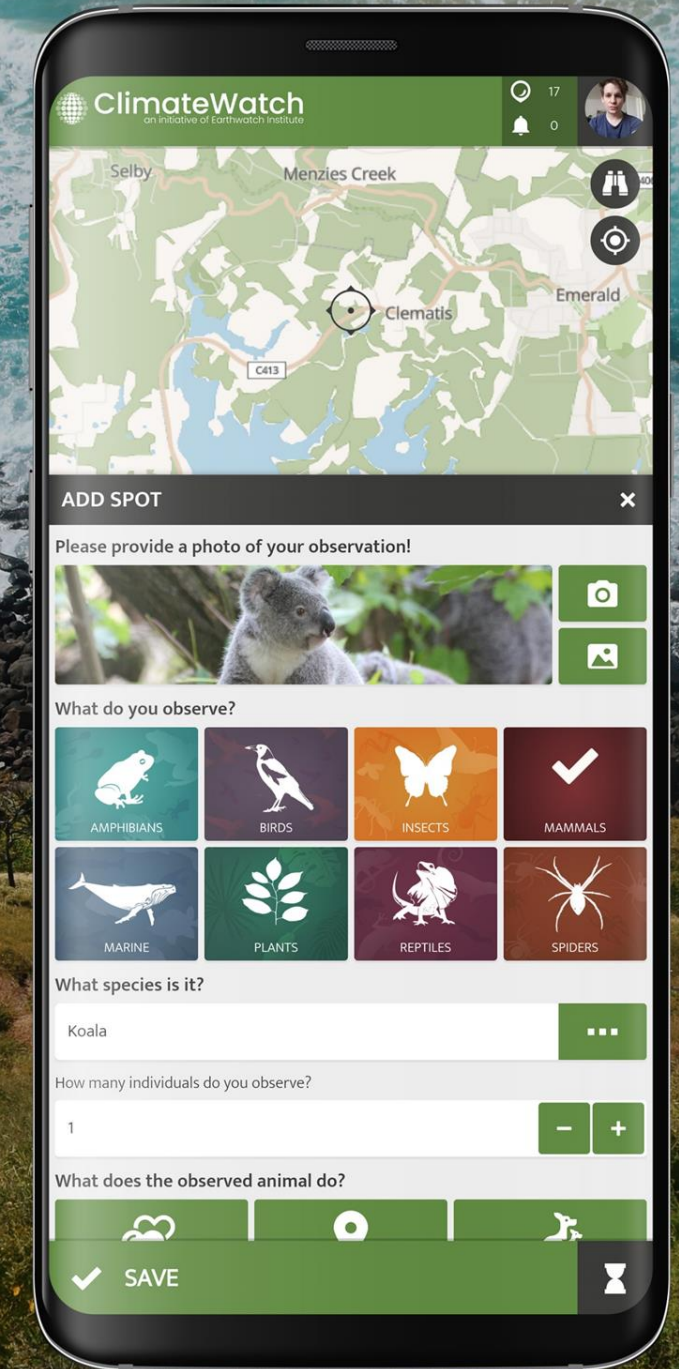 ClimateWatch
an initiative of Earthwatch Institute
17
0
Selby
Menzies Creek
Emerald
Clematis
C413
ADD SPOT
Please provide a photo of your observation!
What do you observe?
AMPHIBIANS
BIRDS
INSECTS
MAMMALS
MARINE
PLANTS
REPTILES
SPIDERS
What species is it?
Koala
How many individuals do you observe?
1
What does the observed animal do?
SAVE